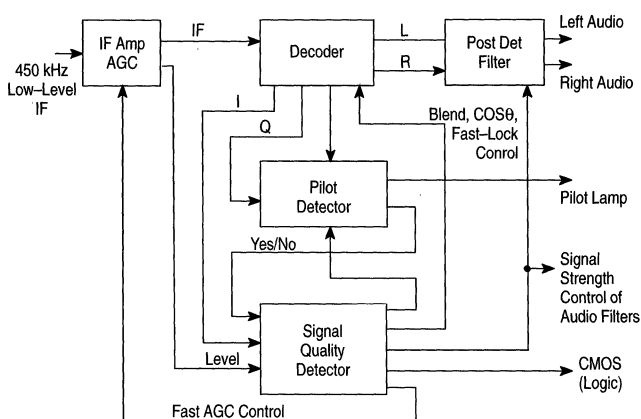 IF Amp
AGC
IF
Decoder
L
R
Post Det
Filter
Left Audio
Right Audio
450 kHz
Low–Level
IF
I
Q
Blend, COSθ,
Fast–Lock
Conrol
Pilot
Detector
Pilot Lamp
Yes/No
Signal
Strength
Control of
Audio Filters
Signal
Quality
Detector
Level
CMOS
(Logic)
Fast AGC Control